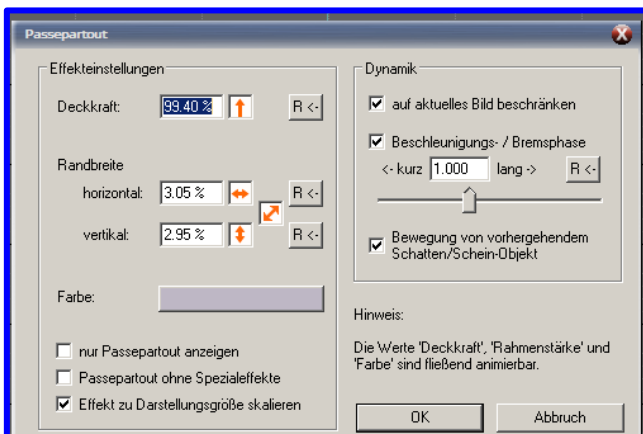 Passepartout
Effekteinstellungen
Deckkraft: 99.40 % R <-
Randbreite
horizontal: 3.05 % R <-
vertikal: 2.95 % R <-
Farbe:
nur Passepartout anzeigen
Passepartout ohne Spezialeffekte
Effekt zu Darstellungsgröße skalieren
Dynamik
auf aktuelles Bild beschränken
Beschleunigungs- / Bremsphase
<- kurz 1.000 lang -> R <-
Bewegung von vorhergehendem
Schatten/Schein-Objekt
Hinweis:
Die Werte 'Deckkraft', 'Rahmenstärke' und
'Farbe' sind fließend animierbar.
OK Abbruch